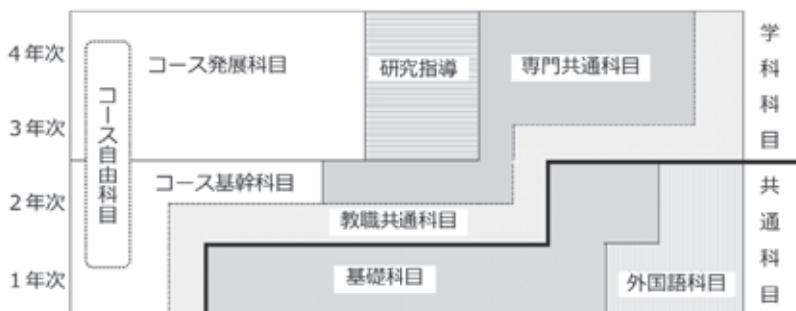 4年次
3年次
2年次
1年次
コース自由科目
コース発展科目
研究指導
専門共通科目
コース基幹科目
教職共通科目
基礎科目
外国語科目
学科科目
共通科目